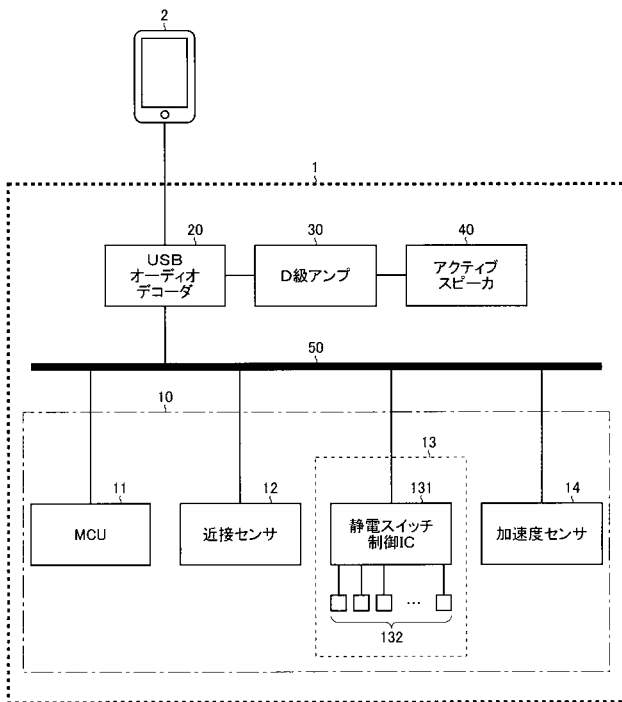 2
1
20
30
40
USB
オーディオ
デコーダ
D級アンプ
アクティブ
スピーカ
50
10
13
11
12
131
14
MCU
近接センサ
静電スイッチ
制御IC
加速度センサ
…
132